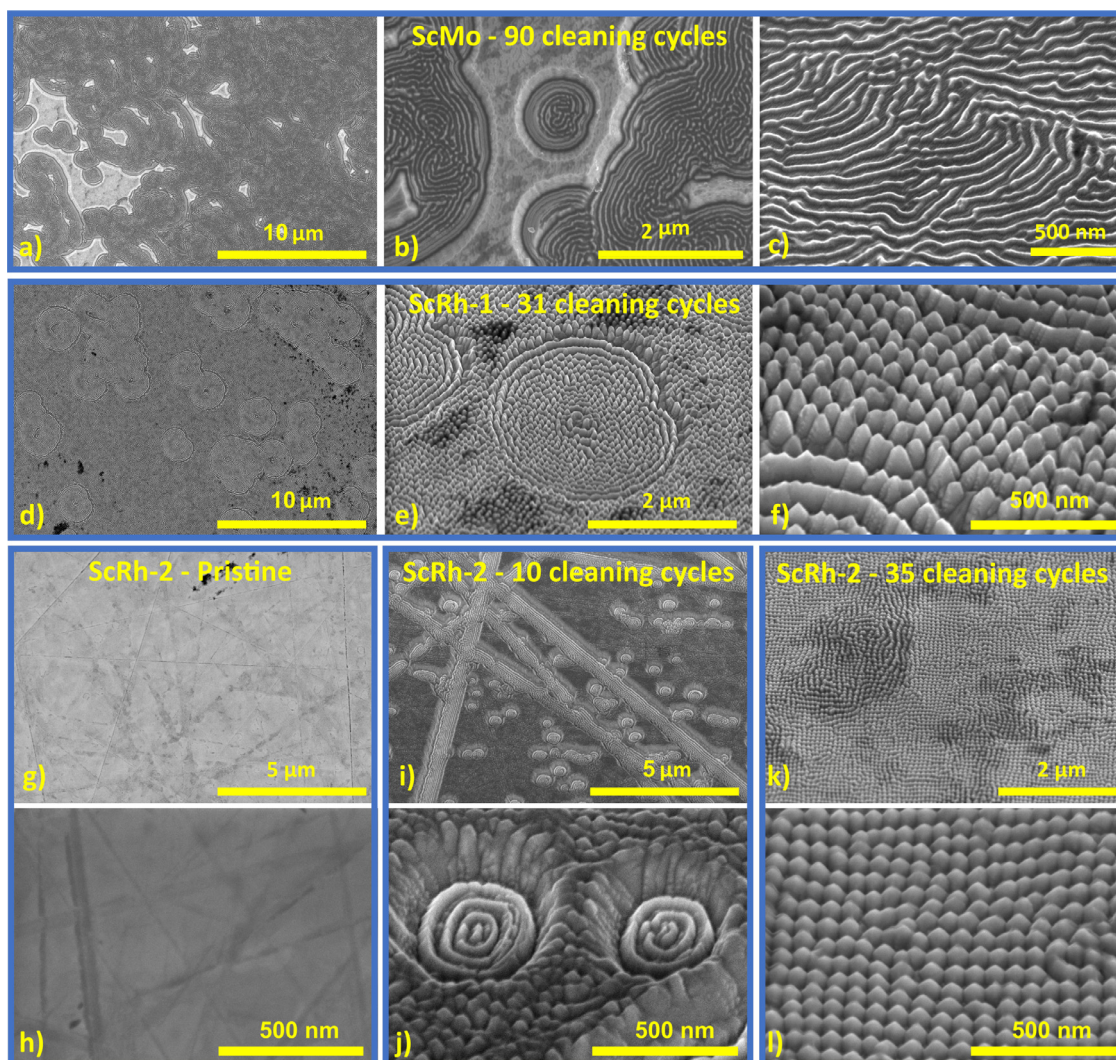 ScMo - 90 cleaning cycles
a)
10 µm
b)
2 µm
c)
500 nm
ScRh-1 - 31 cleaning cycles
d)
10 µm
e)
2 µm
f)
500 nm
ScRh-2 - Pristine
ScRh-2 - 10 cleaning cycles
ScRh-2 - 35 cleaning cycles
g)
5 µm
i)
5 µm
k)
2 µm
h)
500 nm
j)
500 nm
l)
500 nm